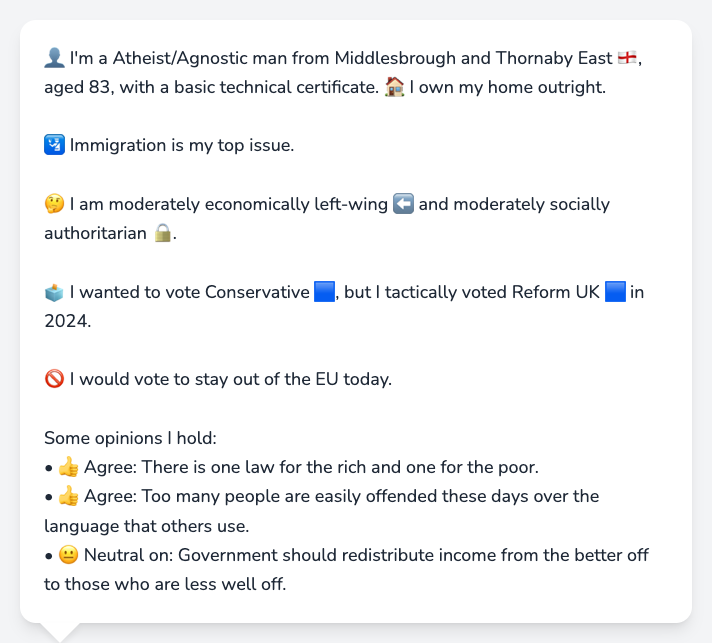 👤 I'm a Atheist/Agnostic man from Middlesbrough and Thornaby East 🏴󠁧󠁢󠁥󠁮󠁧󠁿,
aged 83, with a basic technical certificate. 🏠 I own my home outright.
🛂 Immigration is my top issue.
🤔 I am moderately economically left-wing ⬅️ and moderately socially
authoritarian 🔒.
🗳️ I wanted to vote Conservative 🟦, but I tactically voted Reform UK 🟦 in
2024.
🚫 I would vote to stay out of the EU today.
Some opinions I hold:
• 👍 Agree: There is one law for the rich and one for the poor.
• 👍 Agree: Too many people are easily offended these days over the
language that others use.
• 😐 Neutral on: Government should redistribute income from the better off
to those who are less well off.